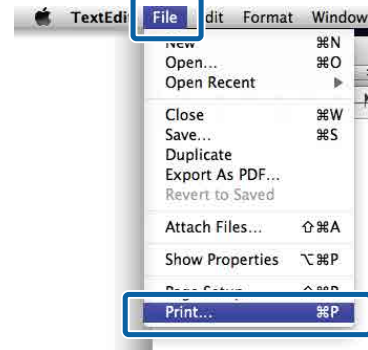 TextEdi File dit Format Window
New ⌘N
Open... ⌘O
Open Recent ▶
Close ⌘W
Save... ⌘S
Duplicate
Export As PDF...
Revert to Saved
Attach Files... ⇧⌘A
Show Properties ⌥⌘P
Print... ⌘P